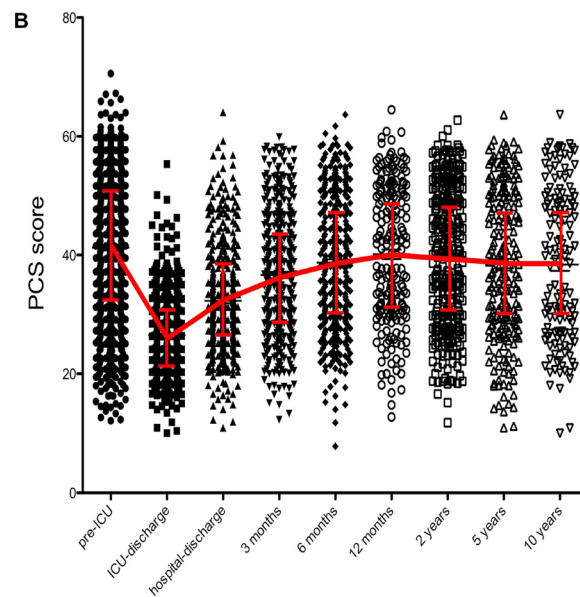 B
80
60
40
20
0
PCS score
pre-ICU
ICU-discharge
hospital-discharge
3 months
6 months
12 months
2 years
5 years
10 years